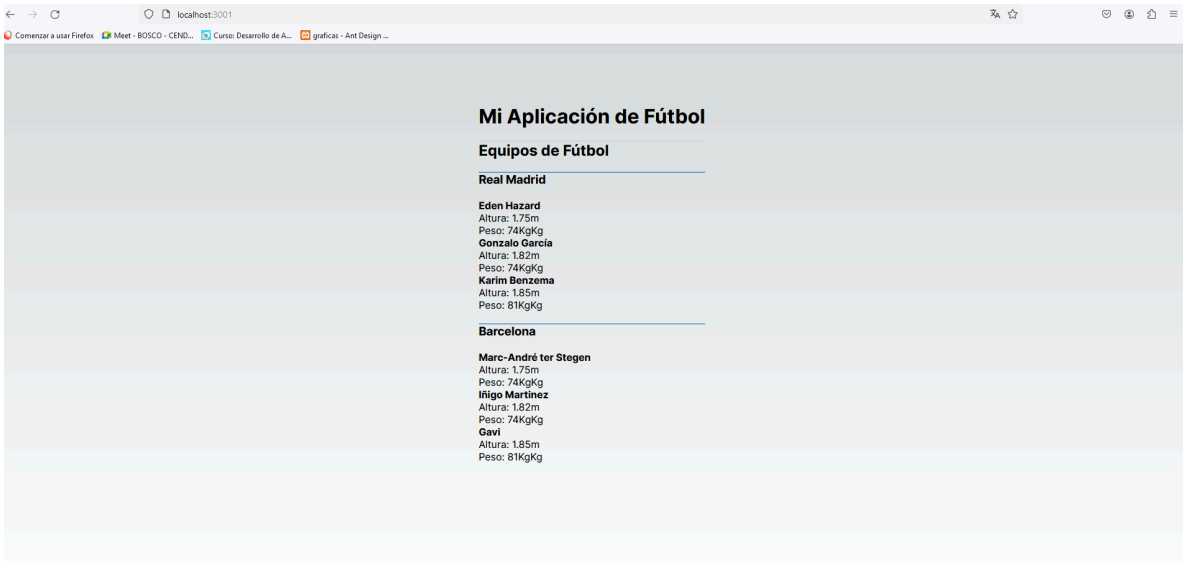 localhost:3001
Comenzar a usar Firefox Meet - BOSCO - CEND... Curso: Desarrollo de A... graficas - Ant Design ...
Mi Aplicación de Fútbol
Equipos de Fútbol
Real Madrid
Eden Hazard
Altura: 1.75m
Peso: 74KgKg
Gonzalo García
Altura: 1.82m
Peso: 74KgKg
Karim Benzema
Altura: 1.85m
Peso: 81KgKg
Barcelona
Marc-André ter Stegen
Altura: 1.75m
Peso: 74KgKg
Iñigo Martinez
Altura: 1.82m
Peso: 74KgKg
Gavi
Altura: 1.85m
Peso: 81KgKg